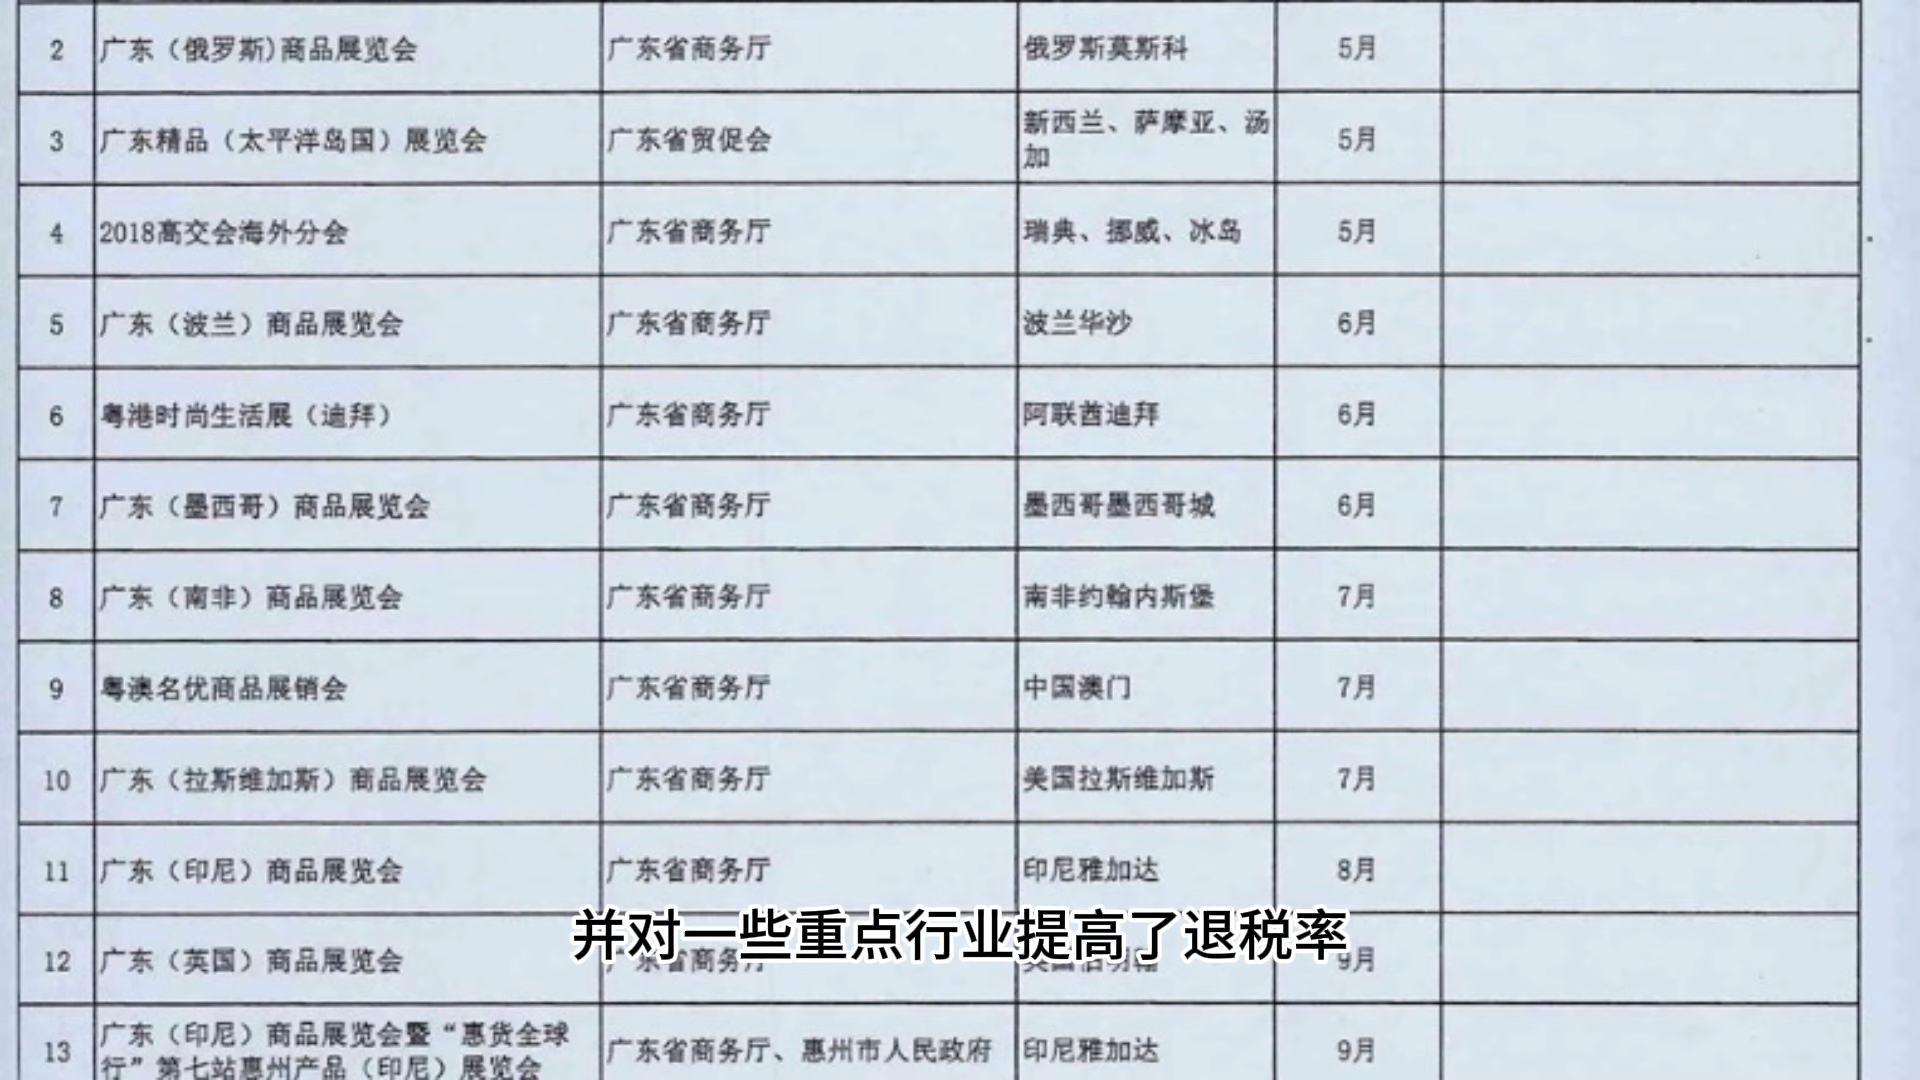 2 广东（俄罗斯)商品展览会 广东省商务厅 俄罗斯莫斯科 5月
3 广东精品（太平洋岛国）展览会 广东省贸促会 新西兰、萨摩亚、汤
加 5月
4 2018高交会海外分会 广东省商务厅 瑞典、挪威、冰岛 5月
5 广东（波兰）商品展览会 广东省商务厅 波兰华沙 6月
6 粤港时尚生活展（迪拜） 广东省商务厅 阿联酋迪拜 6月
7 广东（墨西哥）商品展览会 广东省商务厅 墨西哥墨西哥城 6月
8 广东（南非）商品展览会 广东省商务厅 南非约翰内斯堡 7月
9 粤澳名优商品展销会 广东省商务厅 中国澳门 7月
10 广东（拉斯维加斯）商品展览会 广东省商务厅 美国拉斯维加斯 7月
11 广东（印尼）商品展览会 广东省商务厅 印尼雅加达 8月
并对一些重点行业提高了退税率
12 广东（英国）商品展览会 广东省商务厅 9月
13 广东（印尼）商品展览会暨“惠货全球
行”第七站惠州产品（印尼）展览会 广东省商务厅、惠州市人民政府 印尼雅加达 9月